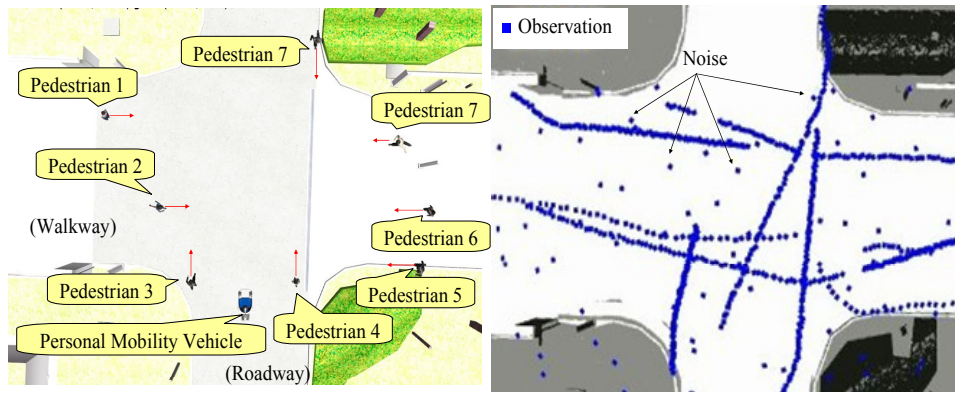 Pedestrian 7
Pedestrian 1
Pedestrian 7
Pedestrian 2
(Walkway)
Pedestrian 6
Pedestrian 3
Pedestrian 5
Pedestrian 4
Personal Mobility Vehicle
(Roadway)
Observation
Noise